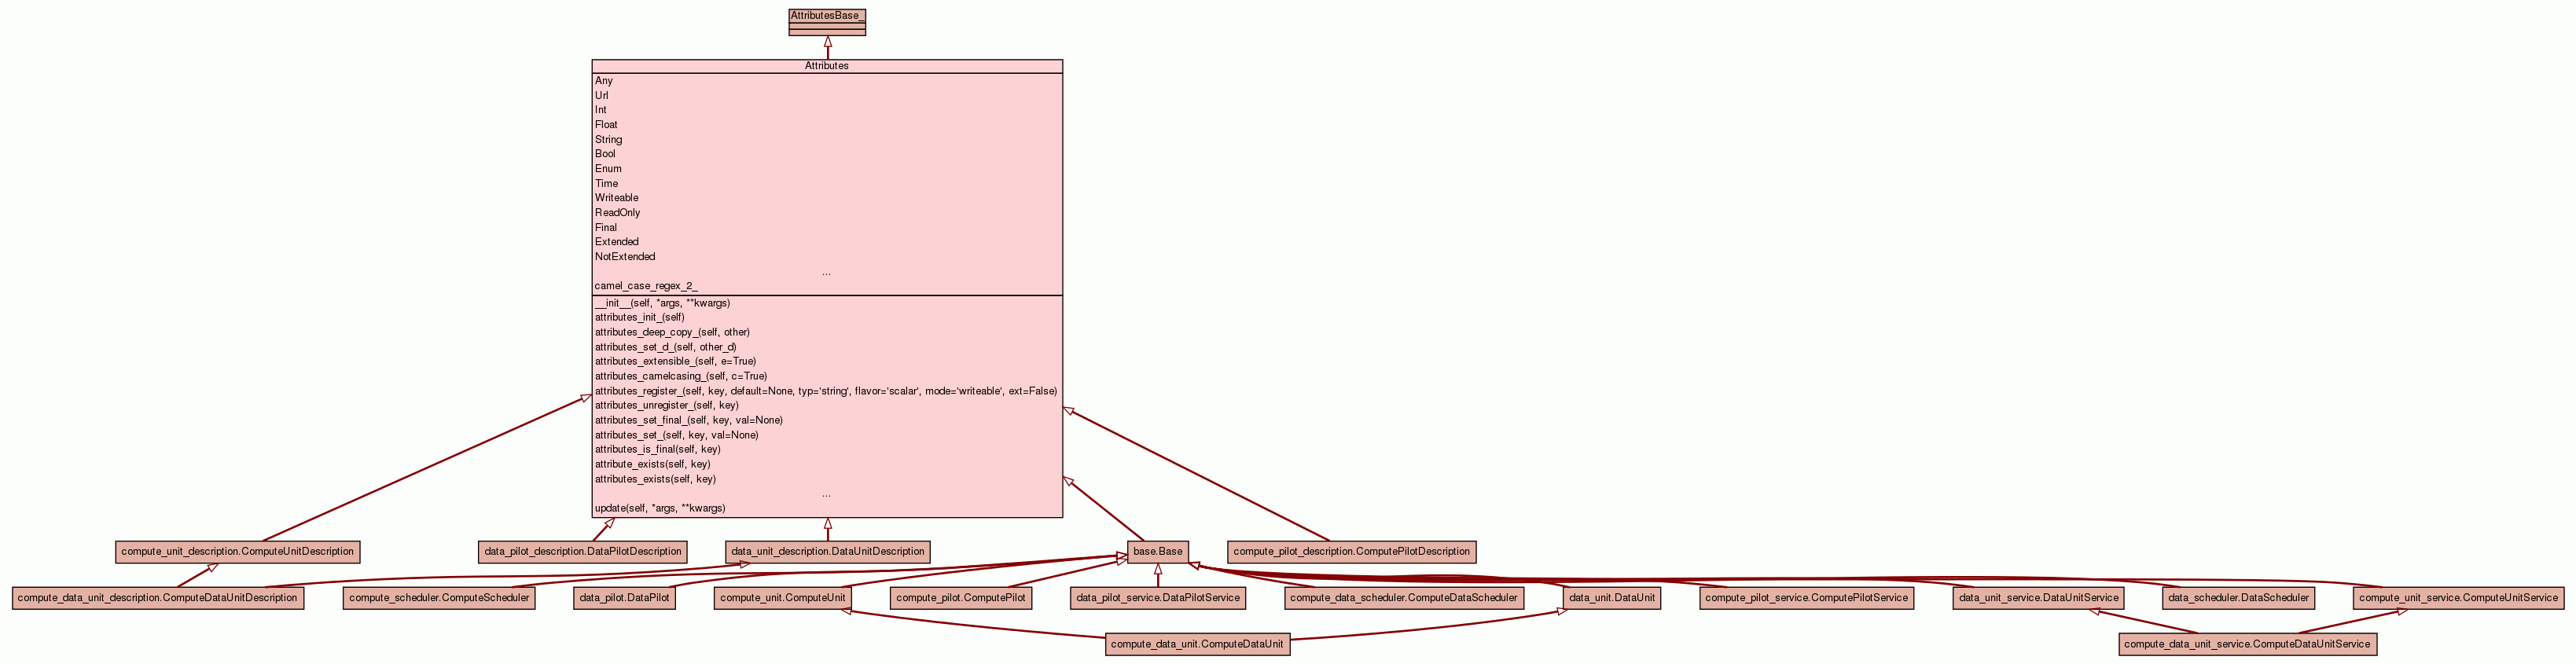 AttributesBase_
Attributes
Any
Url
Int
Float
String
Bool
Enum
Time
Writeable
ReadOnly
Final
Extended
NotExtended
...
camel_case_regex_2_
__init__(self, *args, **kwargs)
attributes_init_(self)
attributes_deep_copy_(self, other)
attributes_set_d_(self, other_d)
attributes_extensible_(self, e=True)
attributes_camelcasing_(self, c=True)
attributes_register_(self, key, default=None, typ='string', flavor='scalar', mode='writeable', ext=False)
attributes_unregister_(self, key)
attributes_set_final_(self, key, val=None)
attributes_set_(self, key, val=None)
attributes_is_final(self, key)
attribute_exists(self, key)
attributes_exists(self, key)
...
update(self, *args, **kwargs)
compute_unit_description.ComputeUnitDescription
data_pilot_description.DataPilotDescription
data_unit_description.DataUnitDescription
base.Base
compute_pilot_description.ComputePilotDescription
compute_data_unit_description.ComputeDataUnitDescription
compute_scheduler.ComputeScheduler
data_pilot.DataPilot
compute_unit.ComputeUnit
compute_pilot.ComputePilot
data_pilot_service.DataPilotService
compute_data_scheduler.ComputeDataScheduler
data_unit.DataUnit
compute_pilot_service.ComputePilotService
data_unit_service.DataUnitService
data_scheduler.DataScheduler
compute_unit_service.ComputeUnitService
compute_data_unit.ComputeDataUnit
compute_data_unit_service.ComputeDataUnitService